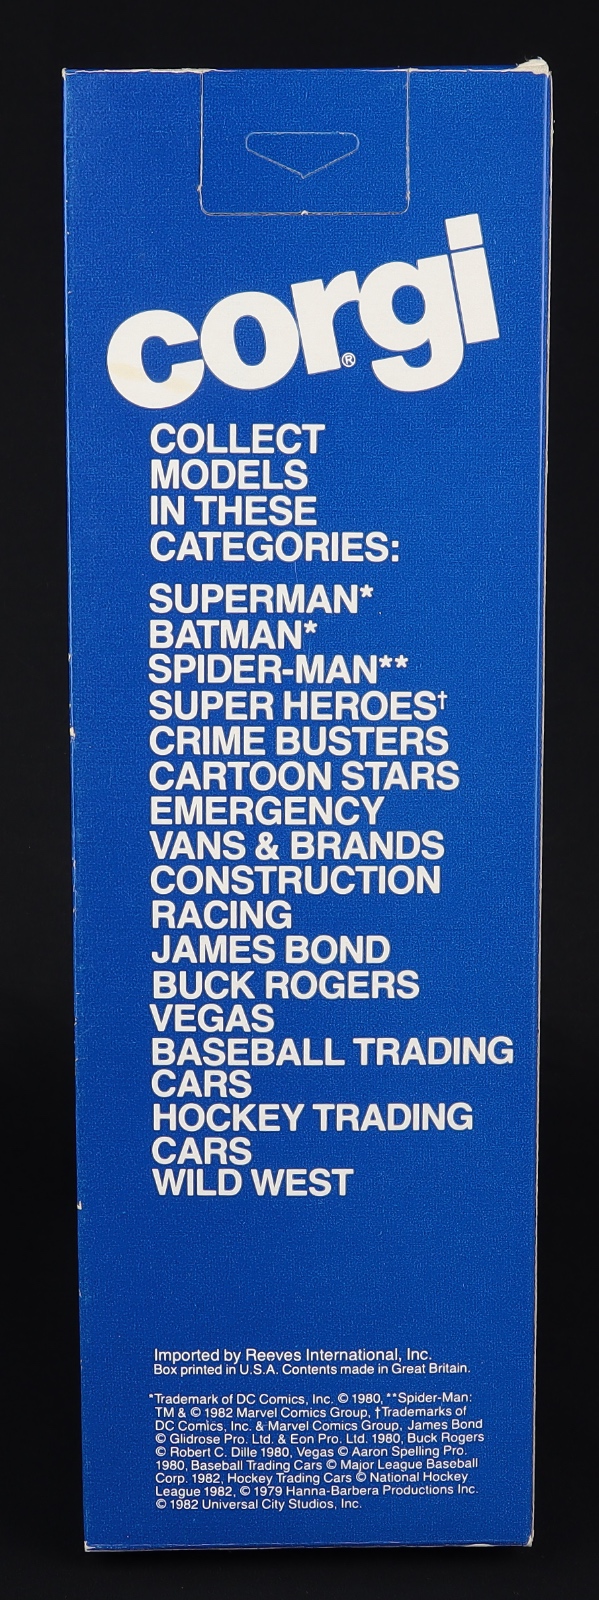 corgi®
COLLECT
MODELS
IN THESE
CATEGORIES:
SUPERMAN*
BATMAN*
SPIDER-MAN**
SUPER HEROES†
CRIME BUSTERS
CARTOON STARS
EMERGENCY
VANS & BRANDS
CONSTRUCTION
RACING
JAMES BOND
BUCK ROGERS
VEGAS
BASEBALL TRADING
CARS
HOCKEY TRADING
CARS
WILD WEST
Imported by Reeves International, Inc.
Box printed in U.S.A. Contents made in Great Britain.
*Trademark of DC Comics, Inc. © 1980, **Spider-Man:
TM & © 1982 Marvel Comics Group, †Trademarks of
DC Comics, Inc. & Marvel Comics Group, James Bond
© Glidrose Pro. Ltd. & Eon Pro. Ltd. 1980, Buck Rogers
© Robert C. Dille 1980, Vegas © Aaron Spelling Pro.
1980, Baseball Trading Cars © Major League Baseball
Corp. 1982, Hockey Trading Cars © National Hockey
League 1982, © 1979 Hanna-Barbera Productions Inc.
© 1982 Universal City Studios, Inc.